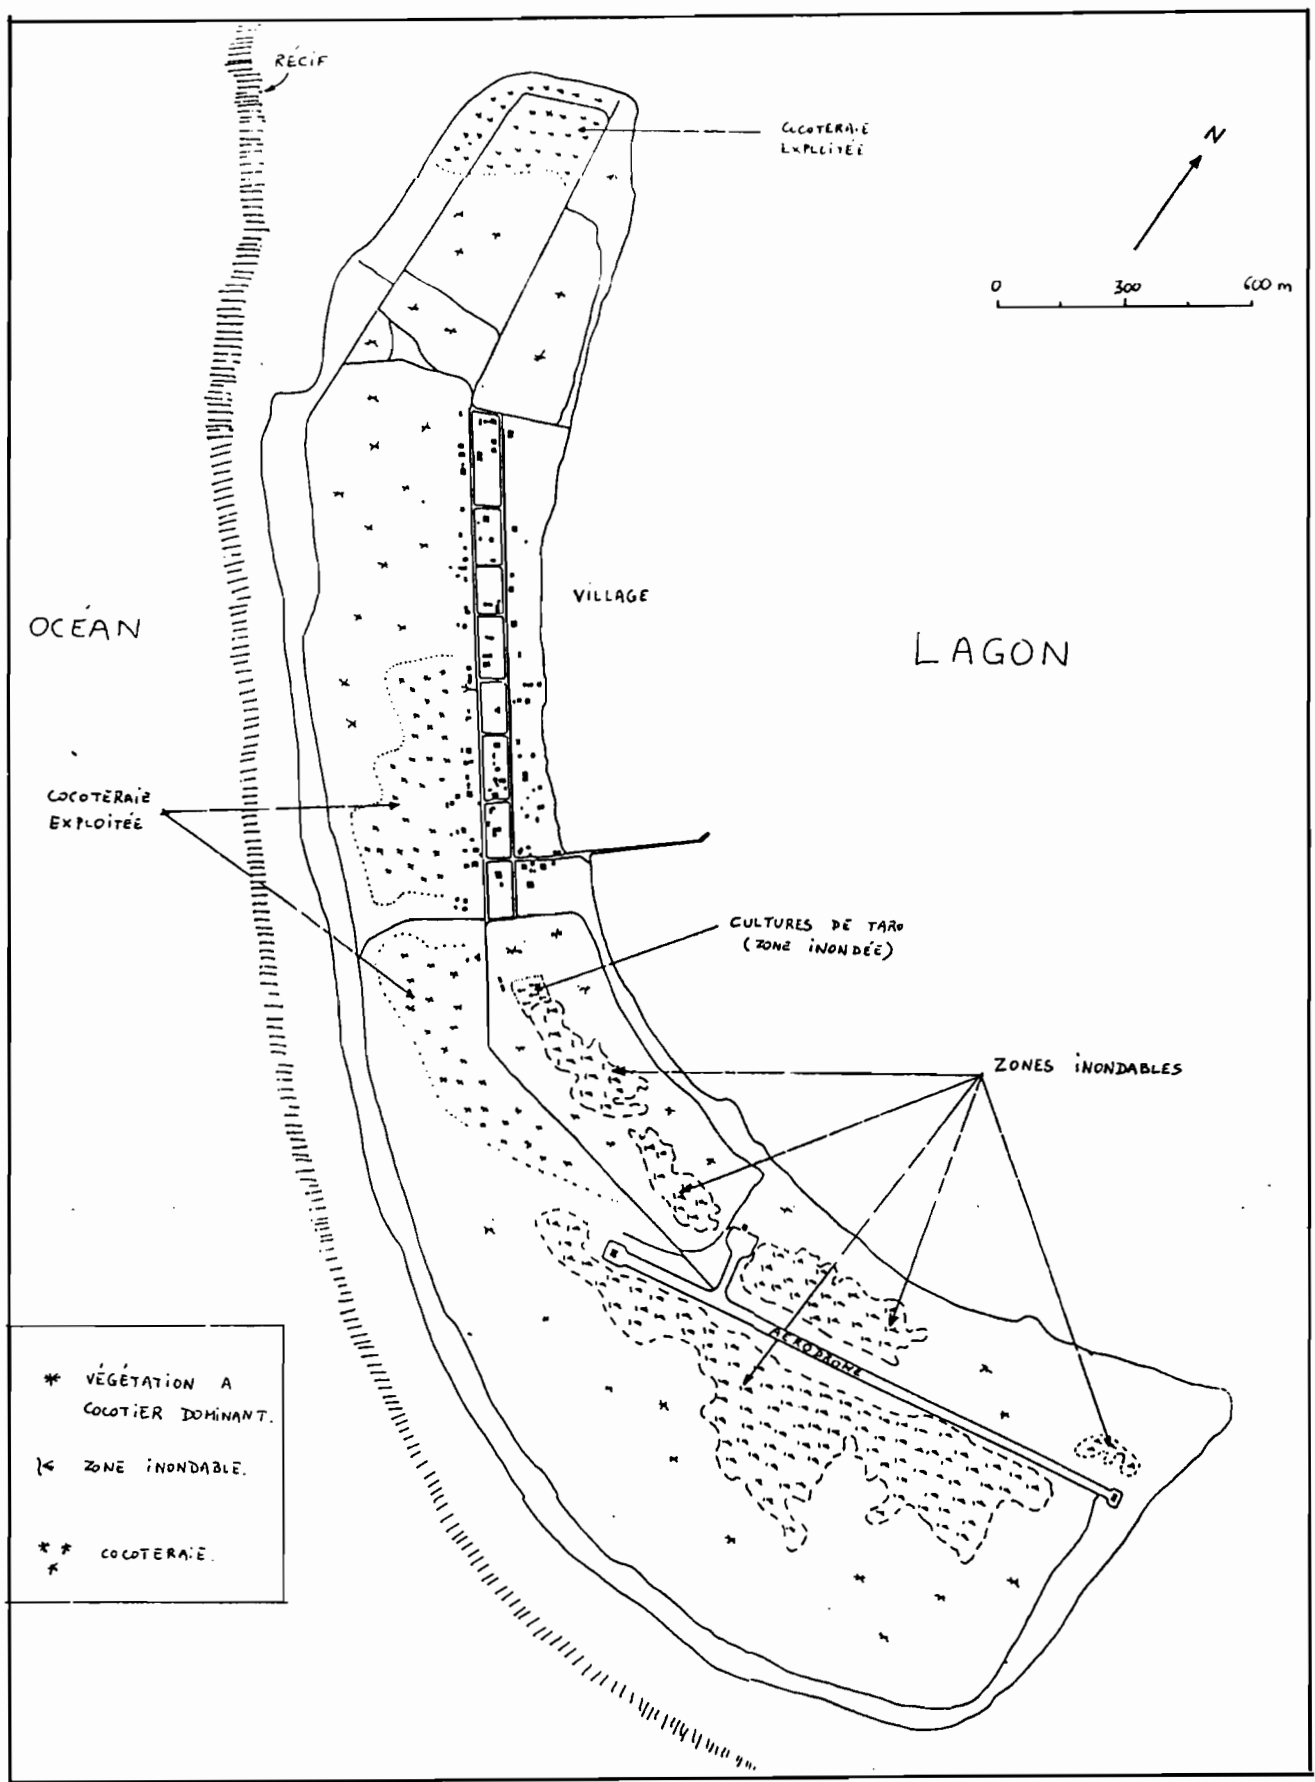 RÉCIF
COCOTERAIE
EXPLOITÉE
N
0 300 600 m
VILLAGE
OCÉAN
LAGON
COCOTERAIE
EXPLOITÉE
CULTURES DE TARO
(ZONE INONDÉE)
ZONES INONDABLES
AERODROME
VÉGÉTATION A
COCOTIER DOMINANT.
ZONE INONDABLE.
COCOTERAIE.